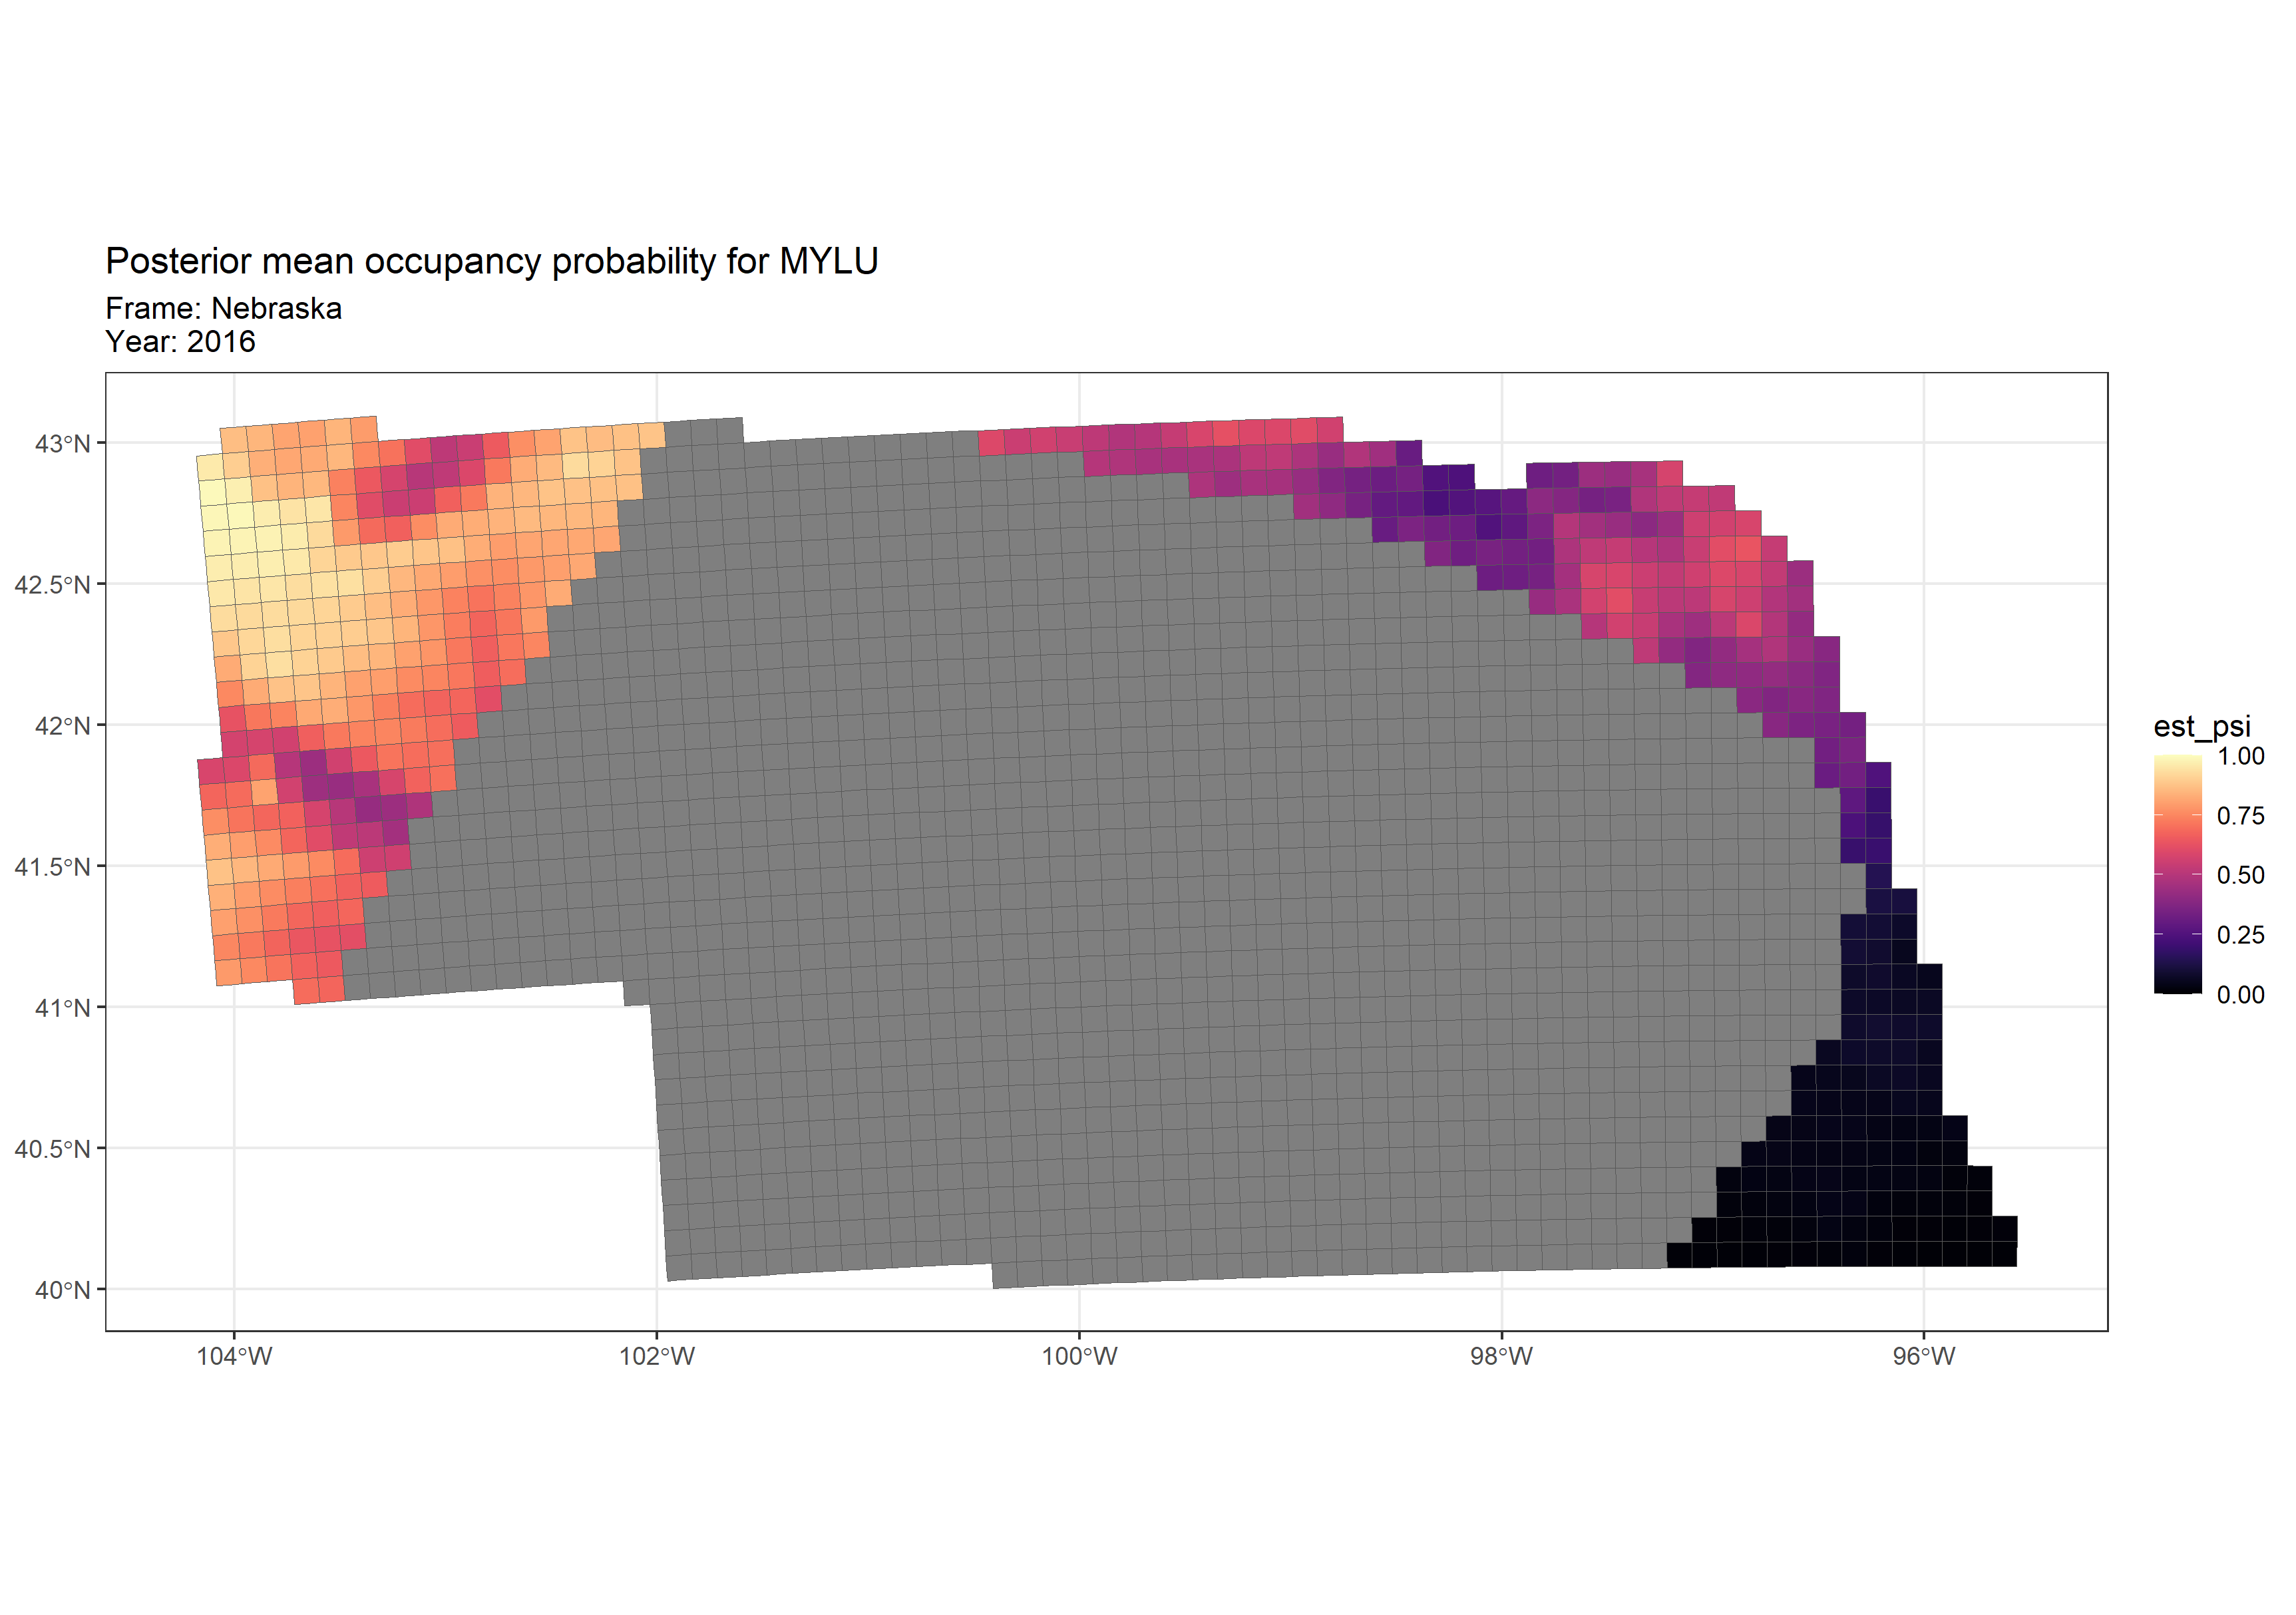 Posterior mean occupancy probability for MYLU
Frame: Nebraska
Year: 2016
43°N
42.5°N
42°N
41.5°N
41°N
40.5°N
40°N
104°W
102°W
100°W
98°W
96°W
est_psi
1.00
0.75
0.50
0.25
0.00